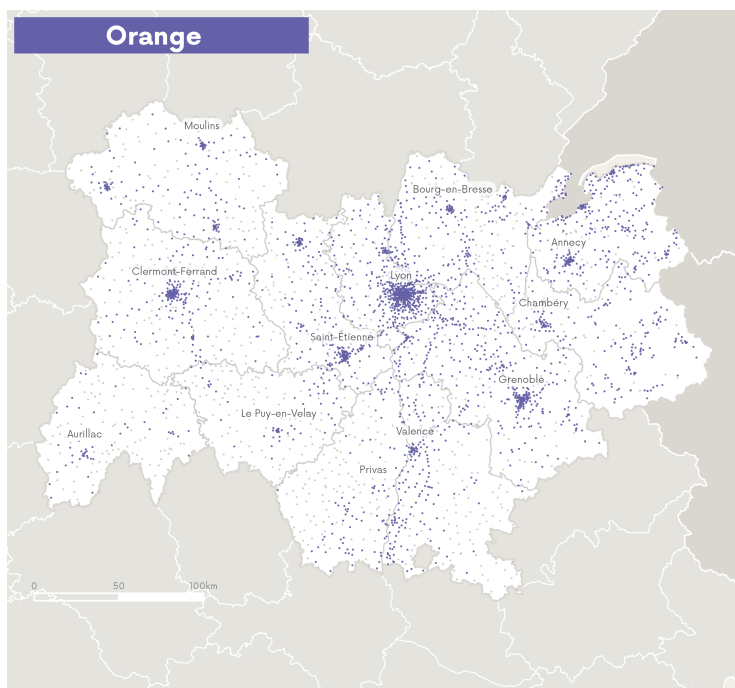 Orange
Moulins
Bourg-en-Bresse
Annecy
Clermont-Ferrand
Lyon
Chambéry
Saint-Étienne
Grenoble
Le Puy-en-Velay
Aurillac
Valence
Privas
0 50 100km